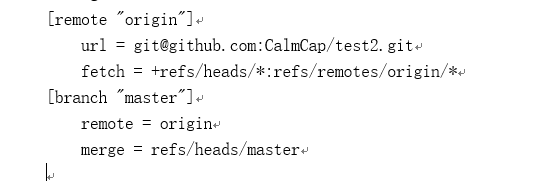 [remote "origin"]
url = git@github.com:CalmCap/test2.git
fetch = +refs/heads/*:refs/remotes/origin/*
[branch "master"]
remote = origin
merge = refs/heads/master